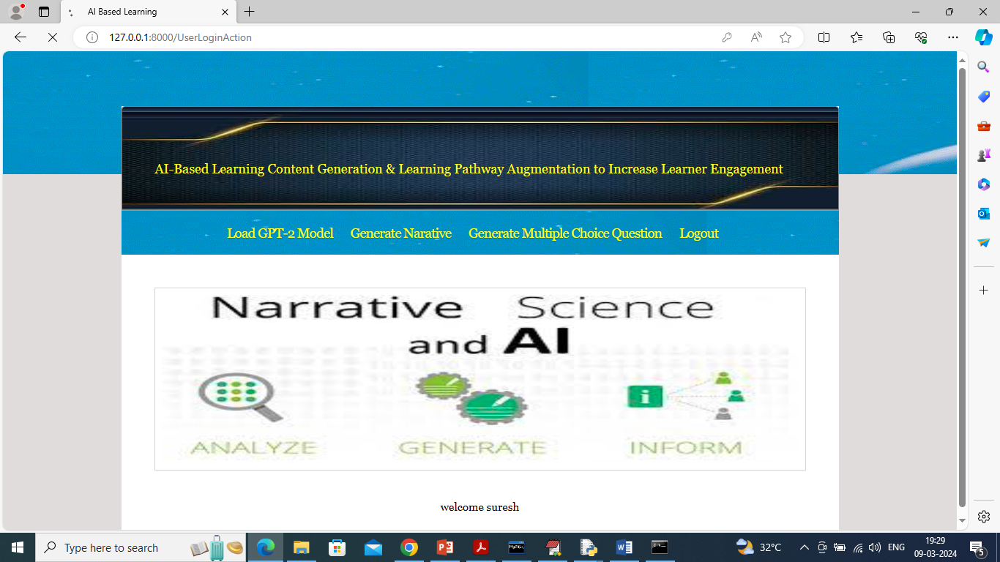 AI Based Learning
127.0.0.1:8000/UserLoginAction
AI-Based Learning Content Generation & Learning Pathway Augmentation to Increase Learner Engagement
Load GPT-2 Model Generate Narative Generate Multiple Choice Question Logout
Narrative Science
and AI
ANALYZE GENERATE INFORM
welcome suresh
Type here to search
32°C
ENG
19:29
09-03-2024
5